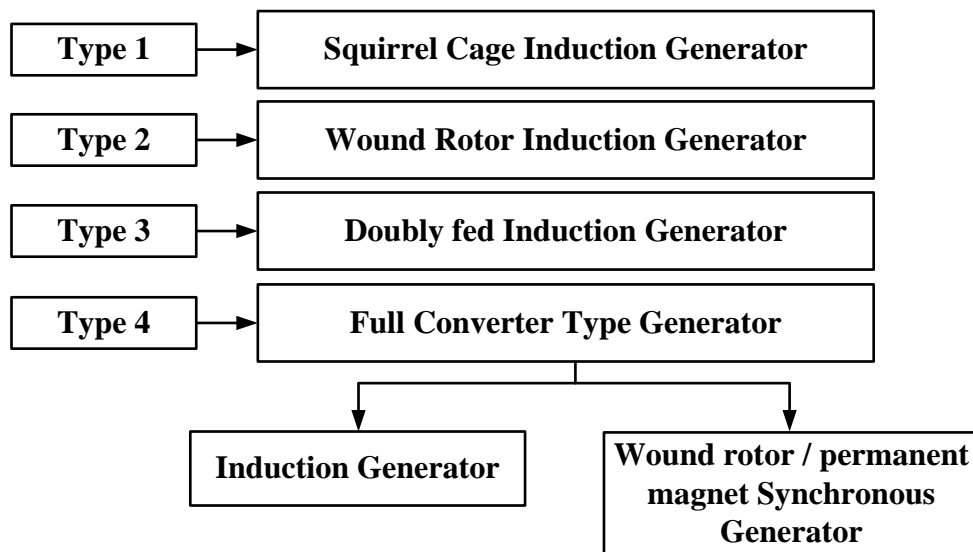 Type 1
Squirrel Cage Induction Generator
Type 2
Wound Rotor Induction Generator
Type 3
Doubly fed Induction Generator
Type 4
Full Converter Type Generator
Induction Generator
Wound rotor / permanent
magnet Synchronous
Generator